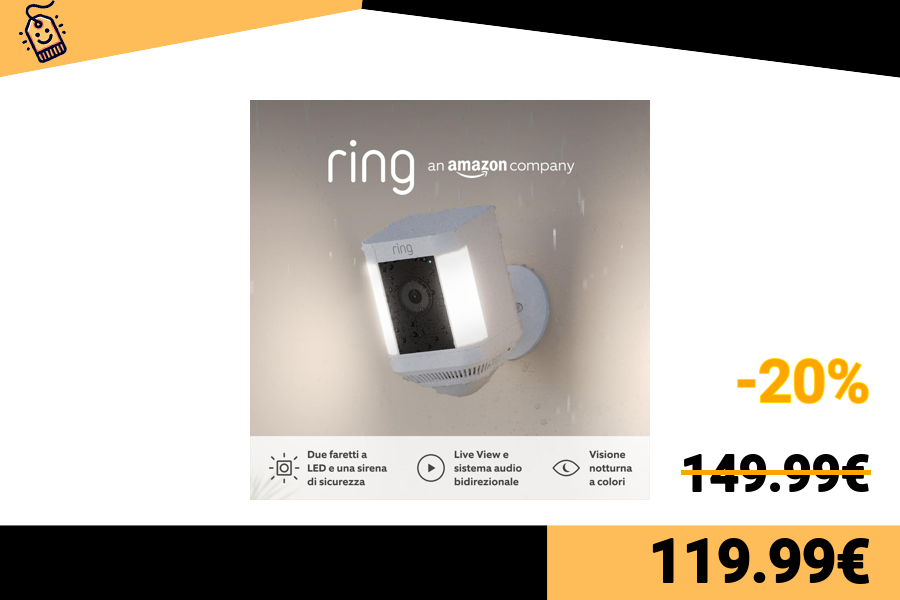 ring an amazon company
ring
Due faretti a
LED e una sirena
di sicurezza
Live View e
sistema audio
bidirezionale
Visione
notturna
a colori
-20%
149.99€
119.99€